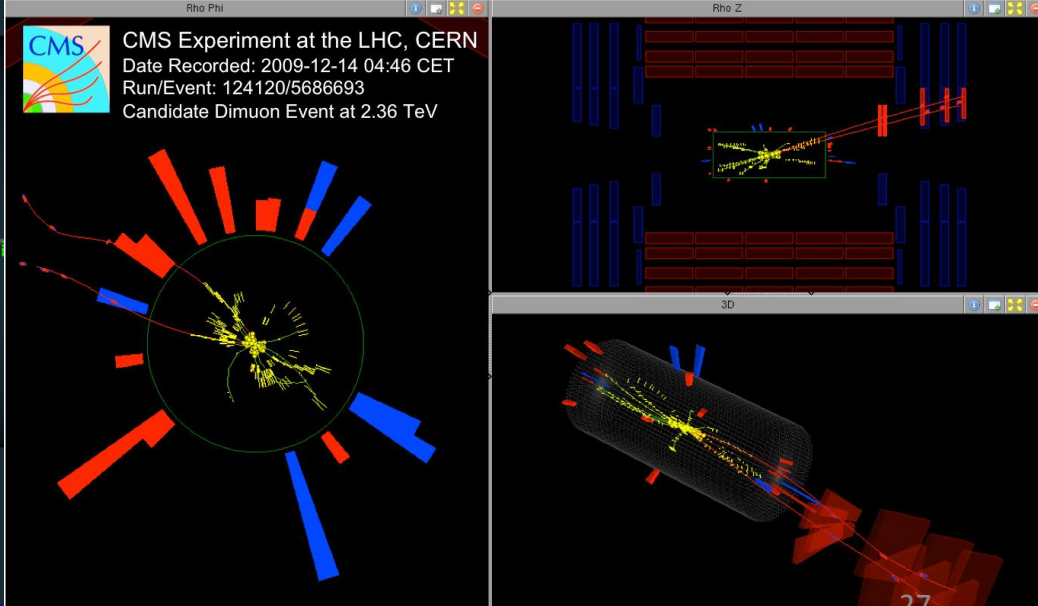 Rho Phi
CMS
CMS Experiment at the LHC, CERN
Date Recorded: 2009-12-14 04:46 CET
Run/Event: 124120/5686693
Candidate Dimuon Event at 2.36 TeV
Rho Z
3D
27